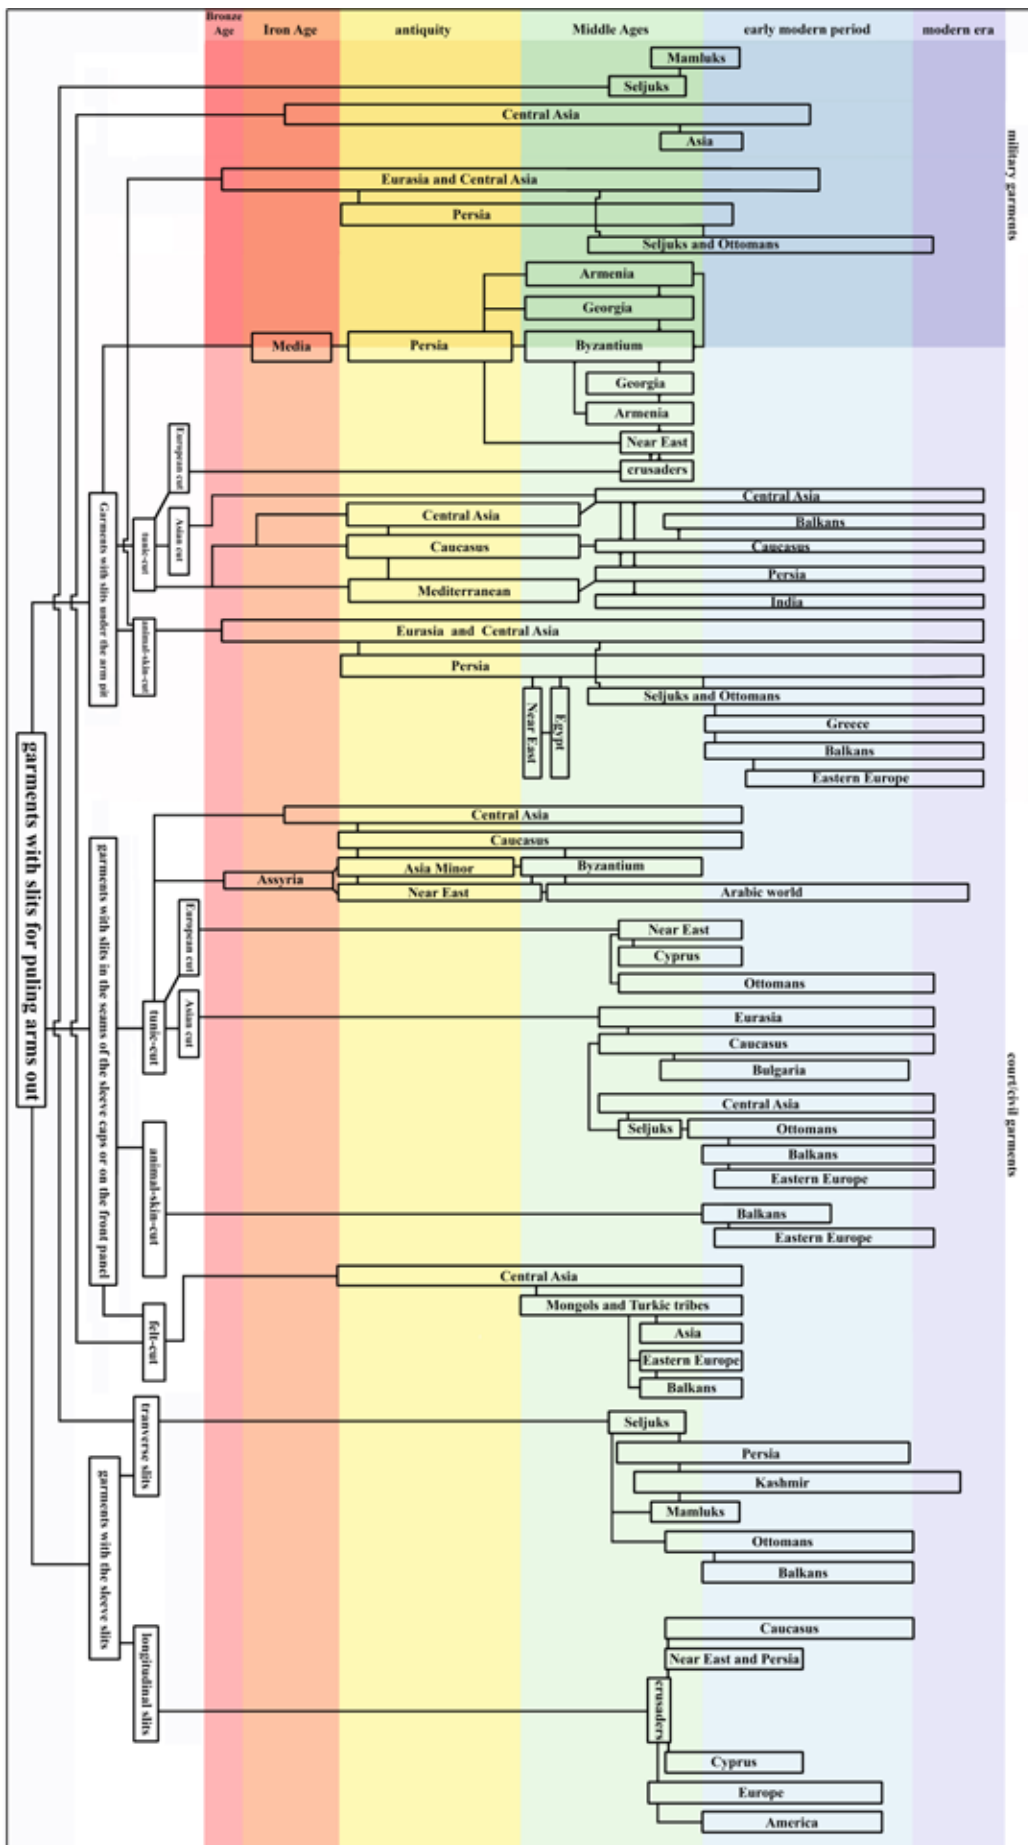 Bronze
Age
Iron Age
antiquity
Middle Ages
early modern period
modern era
Mamluks
Seljuks
Central Asia
Asia
Eurasia and Central Asia
Persia
Seljuks and Ottomans
military garments
Armenia
Georgia
Media
Persia
Byzantium
Georgia
Armenia
Near East
crusaders
European cut
Asian cut
tunic-cut
Garments with slits under the arm pit
animal-skin-cut
Central Asia
Central Asia
Balkans
Caucasus
Caucasus
Persia
Mediterranean
India
Eurasia and Central Asia
Persia
Near East
Egypt
Seljuks and Ottomans
Greece
Balkans
Eastern Europe
garments with slits for puling arms out
Central Asia
Caucasus
Asia Minor
Byzantium
Assyria
Near East
Arabic world
European cut
Asian cut
tunic-cut
garments with slits in the seams of the sleeve caps or on the front panel
Near East
Cyprus
Ottomans
Eurasia
Caucasus
Bulgaria
Central Asia
Seljuks
Ottomans
Balkans
Eastern Europe
court/civil garments
animal-skin-cut
Balkans
Eastern Europe
felt-cut
Central Asia
Mongols and Turkic tribes
Asia
Eastern Europe
Balkans
tranverse slits
garments with the sleeve slits
Seljuks
Persia
Kashmir
Mamluks
Ottomans
Balkans
longitudinal slits
Caucasus
Near East and Persia
crusaders
Cyprus
Europe
America